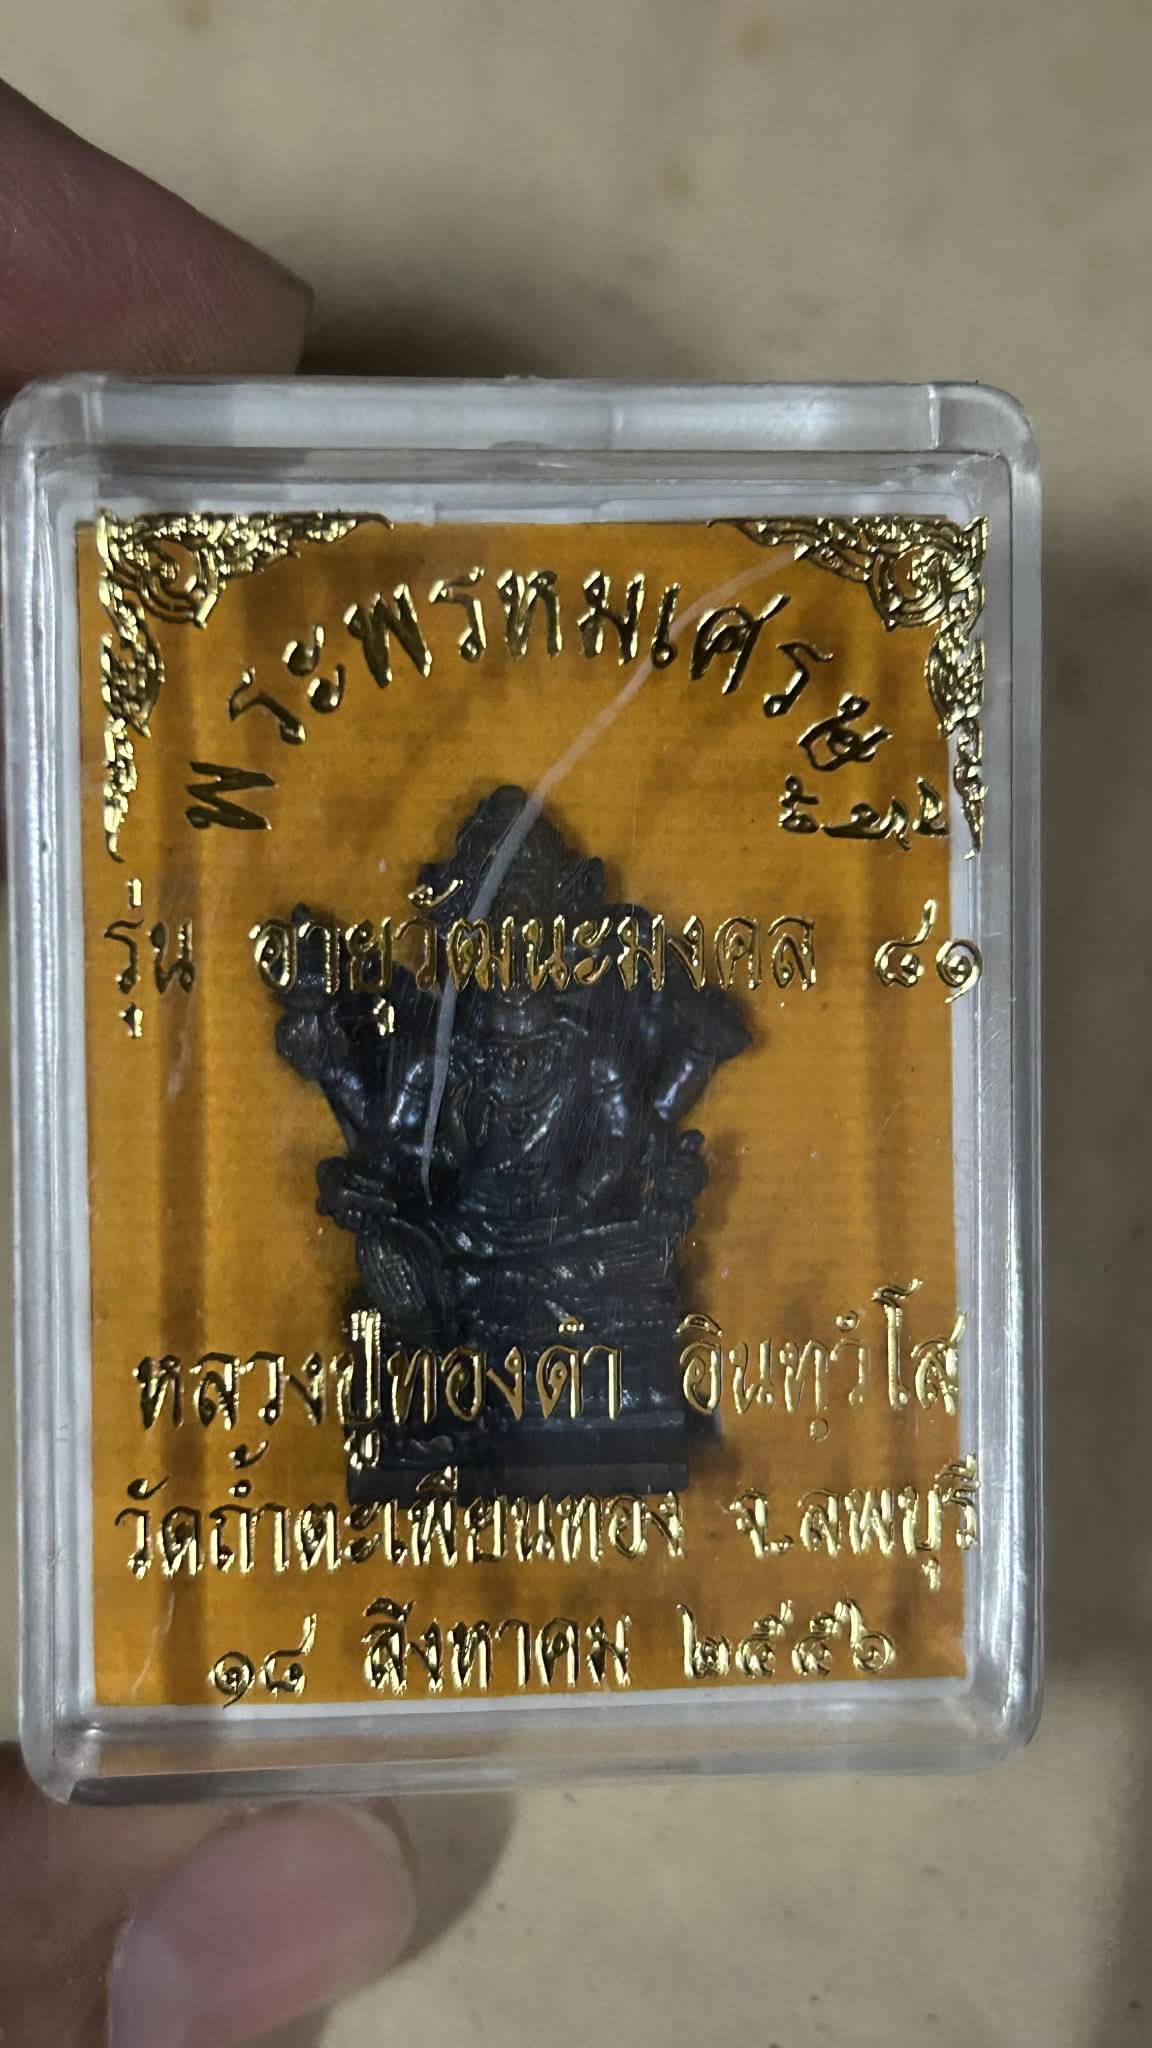 พระพรหมเศรษฐี
รุ่น อายุวัฒนะมงคล ๘๑
หลวงปู่ทองดำ อินฺทฺวํโส
วัดถ้ำตะเพียนทอง จ.ลพบุรี
๑๘ สิงหาคม ๒๕๕๖